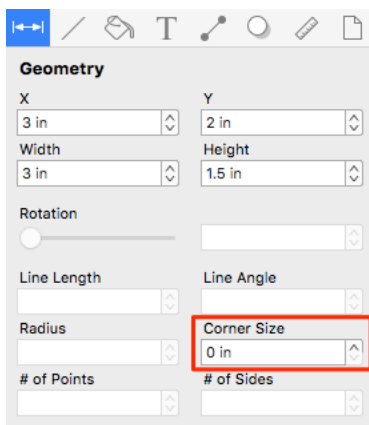 T
Geometry
X Y
3 in 2 in
Width Height
3 in 1.5 in
Rotation
Line Length Line Angle
Radius Corner Size
0 in
# of Points # of Sides